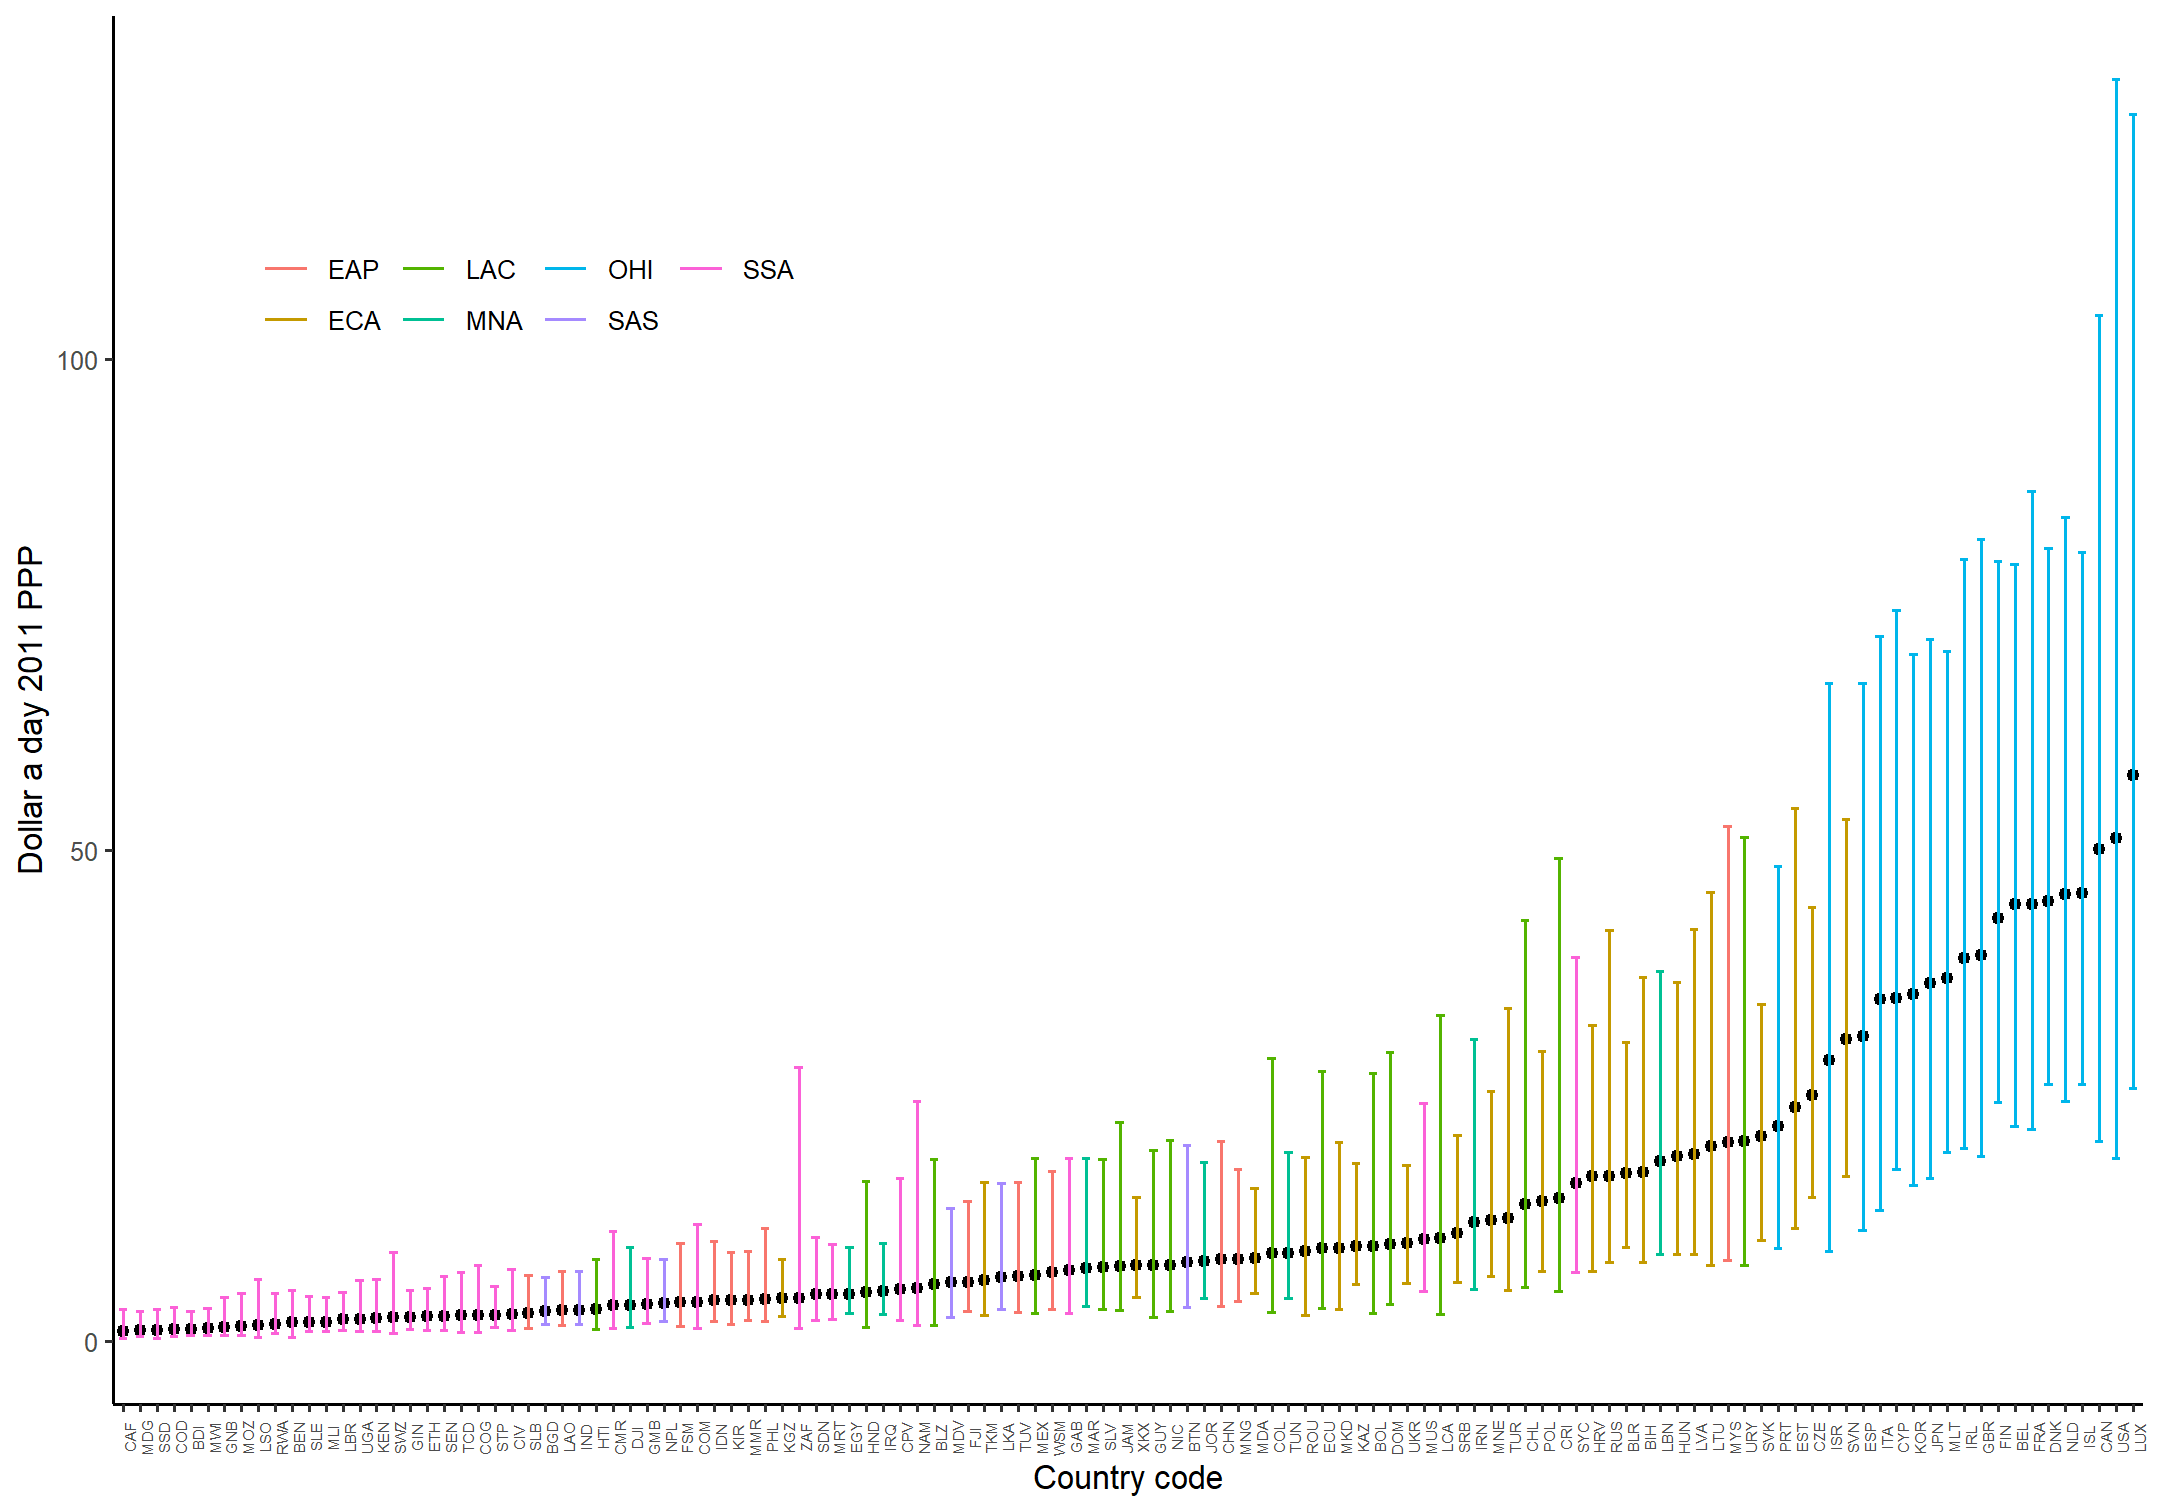 EAP LAC OHI SSA
ECA MNA SAS
100
50
0
Dollar a day 2011 PPP
CAF MDG SSD COD BDI MWI GNB MOZ LSO RWA BEN SLE MLI LBR UGA KEN SWZ GIN ETH SEN TCD COG STP CIV SLB BGD LAO IND HTI CMR DJI GMB NPL FSM COM IDN KIR MMR PHL KGZ ZAF SDN MRT EGY HND IRQ CPV NAM BLZ MDV FJI TKM LKA TUV MEX WSM GAB MAR SLV JAM XKX GUY NIC BTN JOR CHN MNG MDA COL TUN ROU ECU MKD KAZ BOL DOM UKR MUS LCA SRB IRN MNE TUR CHL POL CRI SYC HRV RUS BLR BIH LBN HUN LVA LTU MYS URY SVK PRT EST CZE ISR SVN ESP ITA CYP KOR JPN MLT IRL GBR FIN BEL FRA DNK NLD ISL CAN USA LUX
Country code